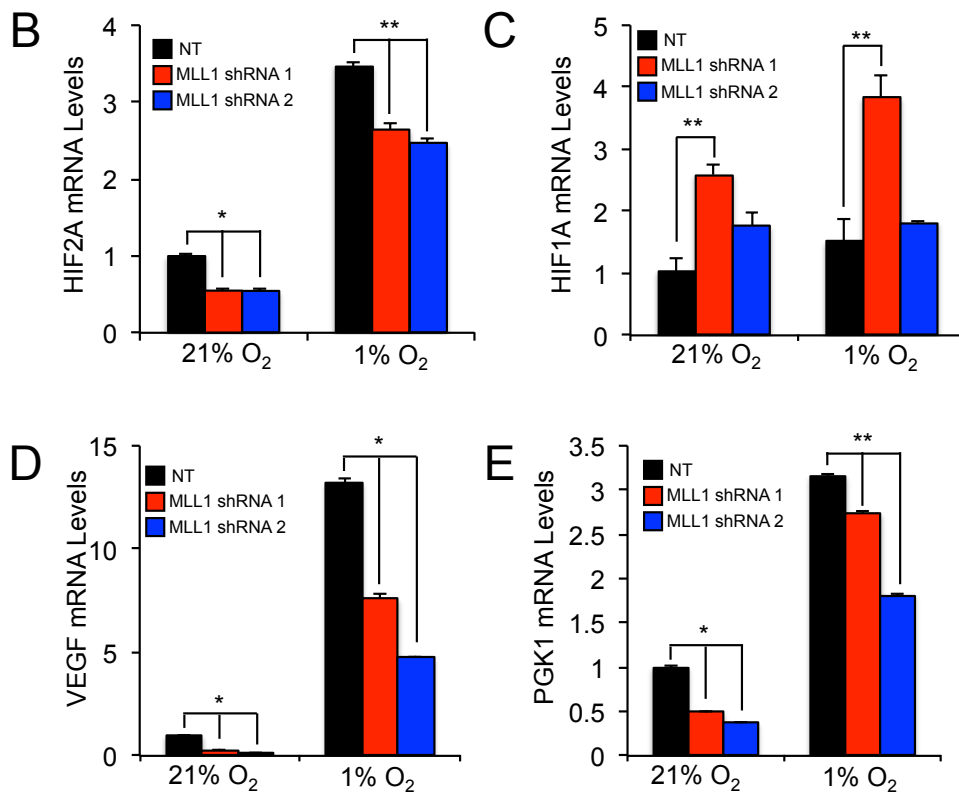 B
HIF2A mRNA Levels
4
3
2
1
0
NT
MLL1 shRNA 1
MLL1 shRNA 2
*
**
21% O₂
1% O₂
C
HIF1A mRNA Levels
5
4
3
2
1
0
NT
MLL1 shRNA 1
MLL1 shRNA 2
**
**
21% O₂
1% O₂
D
VEGF mRNA Levels
15
10
5
0
NT
MLL1 shRNA 1
MLL1 shRNA 2
*
*
21% O₂
1% O₂
E
PGK1 mRNA Levels
3.5
3
2.5
2
1.5
1
0.5
0
NT
MLL1 shRNA 1
MLL1 shRNA 2
*
**
21% O₂
1% O₂